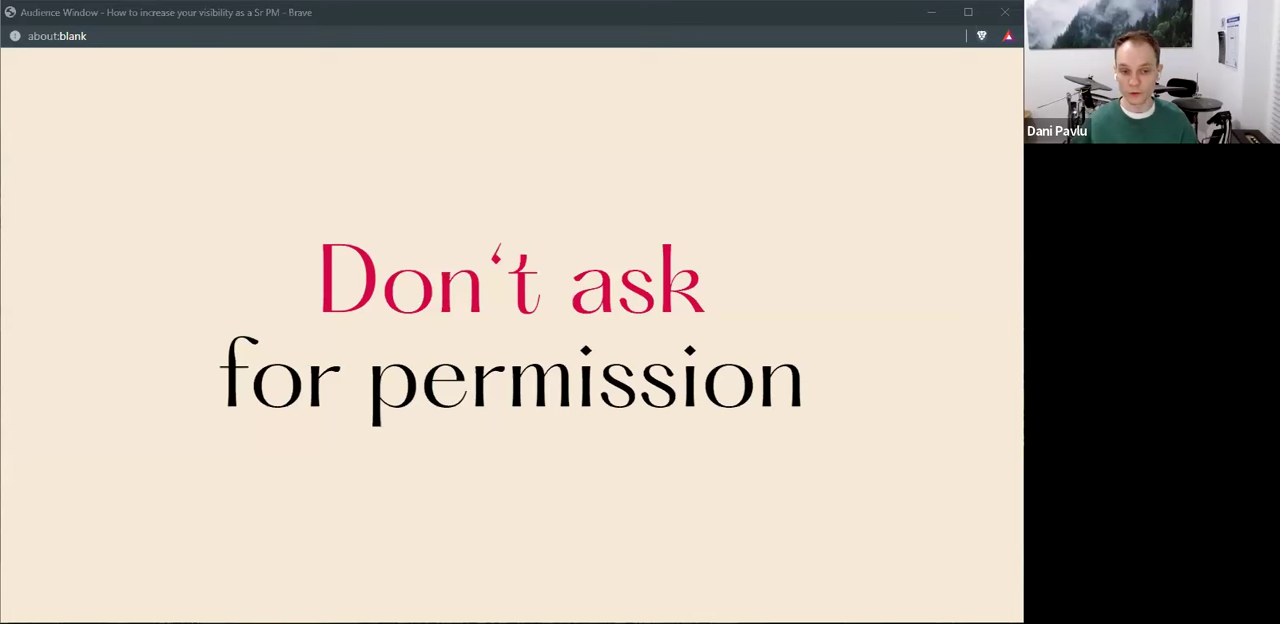 Audience Window - How to increase your visibility as a Sr PM - Brave
about:blank
Dani Pavlu
Don‘t ask
for permission